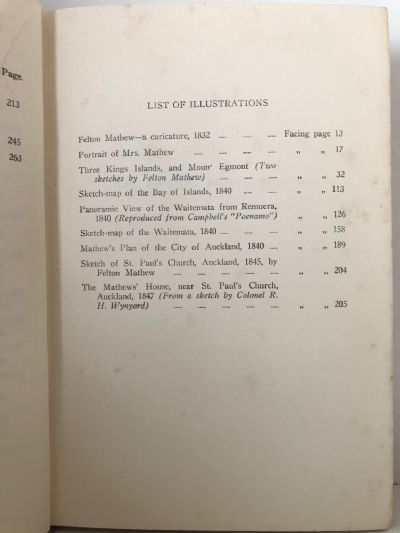 Page.
213
245
263
LIST OF ILLUSTRATIONS
Felton Mathew—a caricature, 1832 .... .... .... Facing page 13
Portrait of Mrs. Mathew .... .... .... .... „ „ 17
Three Kings Islands, and Mount Egmont (Two
sketches by Felton Mathew) .... .... .... „ „ 32
Sketch-map of the Bay of Islands, 1840 .... .... „ „ 113
Panoramic View of the Waitemata from Remuera,
1840 (Reproduced from Campbell's "Poenamo") „ „ 126
Sketch-map of the Waitemata, 1840 .... .... .... „ „ 158
Mathew's Plan of the City of Auckland, 1840 .... „ „ 189
Sketch of St. Paul's Church, Auckland, 1845, by
Felton Mathew .... .... .... .... .... „ „ 204
The Mathews' House, near St. Paul's Church,
Auckland, 1847 (From a sketch by Colonel R.
H. Wynyard) .... .... .... .... .... „ „ 205